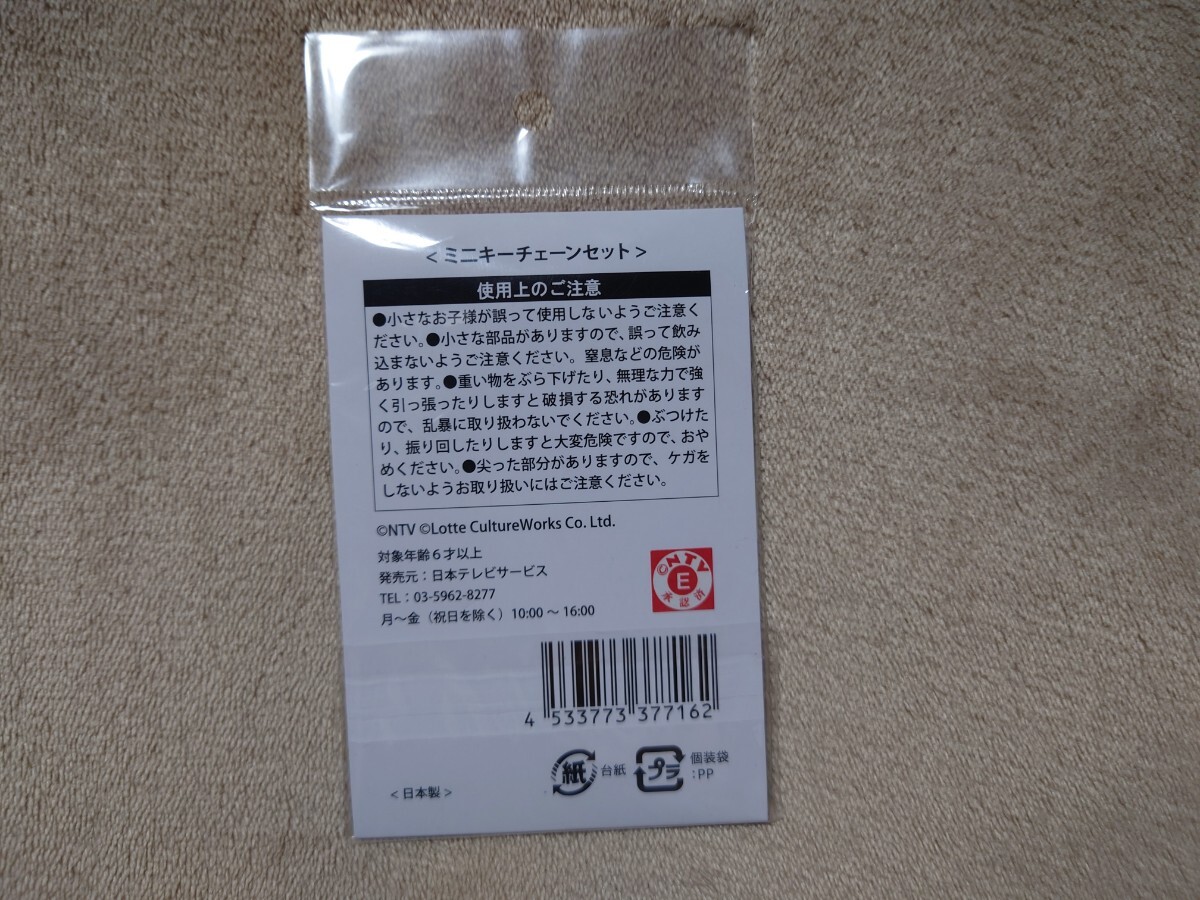 ＜ミニキーチェーンセット＞
使用上のご注意
●小さなお子様が誤って使用しないようご注意く
ださい。●小さな部品がありますので、誤って飲み
込まないようご注意ください。窒息などの危険が
あります。●重い物をぶら下げたり、無理な力で強
く引っ張ったりしますと破損する恐れがあります
ので、乱暴に取り扱わないでください。●ぶつけた
り、振り回したりしますと大変危険ですので、おや
めください。●尖った部分がありますので、ケガを
しないようお取り扱いにはご注意ください。
©NTV ©Lotte CultureWorks Co. Ltd.
対象年齢６才以上
発売元：日本テレビサービス
TEL：03-5962-8277
月～金（祝日を除く）10:00 ～ 16:00
©NTV
E
承認済
4 533773 377162
紙 台紙
プラ 個装袋
:PP
＜日本製＞